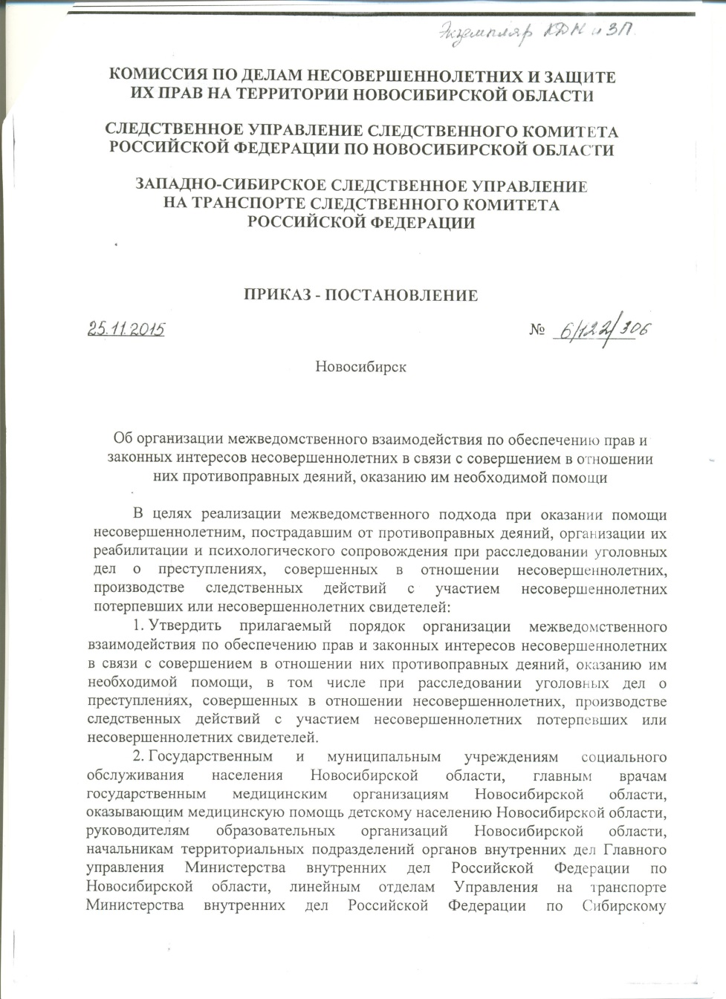 Экземпляр КДН и ЗП.
КОМИССИЯ ПО ДЕЛАМ НЕСОВЕРШЕННОЛЕТНИХ И ЗАЩИТЕ
ИХ ПРАВ НА ТЕРРИТОРИИ НОВОСИБИРСКОЙ ОБЛАСТИ
СЛЕДСТВЕННОЕ УПРАВЛЕНИЕ СЛЕДСТВЕННОГО КОМИТЕТА
РОССИЙСКОЙ ФЕДЕРАЦИИ ПО НОВОСИБИРСКОЙ ОБЛАСТИ
ЗАПАДНО-СИБИРСКОЕ СЛЕДСТВЕННОЕ УПРАВЛЕНИЕ
НА ТРАНСПОРТЕ СЛЕДСТВЕННОГО КОМИТЕТА
РОССИЙСКОЙ ФЕДЕРАЦИИ
ПРИКАЗ - ПОСТАНОВЛЕНИЕ
25.11.2015 № 6/122/306
Новосибирск
Об организации межведомственного взаимодействия по обеспечению прав и
законных интересов несовершеннолетних в связи с совершением в отношении
них противоправных деяний, оказанию им необходимой помощи
В целях реализации межведомственного подхода при оказании помощи
несовершеннолетним, пострадавшим от противоправных деяний, организации их
реабилитации и психологического сопровождения при расследовании уголовных
дел о преступлениях, совершенных в отношении несовершеннолетних,
производстве следственных действий с участием несовершеннолетних
потерпевших или несовершеннолетних свидетелей:
1. Утвердить прилагаемый порядок организации межведомственного
взаимодействия по обеспечению прав и законных интересов несовершеннолетних
в связи с совершением в отношении них противоправных деяний, оказанию им
необходимой помощи, в том числе при расследовании уголовных дел о
преступлениях, совершенных в отношении несовершеннолетних, производстве
следственных действий с участием несовершеннолетних потерпевших или
несовершеннолетних свидетелей.
2. Государственным и муниципальным учреждениям социального
обслуживания населения Новосибирской области, главным врачам
государственным медицинским организациям Новосибирской области,
оказывающим медицинскую помощь детскому населению Новосибирской области,
руководителям образовательных организаций Новосибирской области,
начальникам территориальных подразделений органов внутренних дел Главного
управления Министерства внутренних дел Российской Федерации по
Новосибирской области, линейным отделам Управления на транспорте
Министерства внутренних дел Российской Федерации по Сибирскому